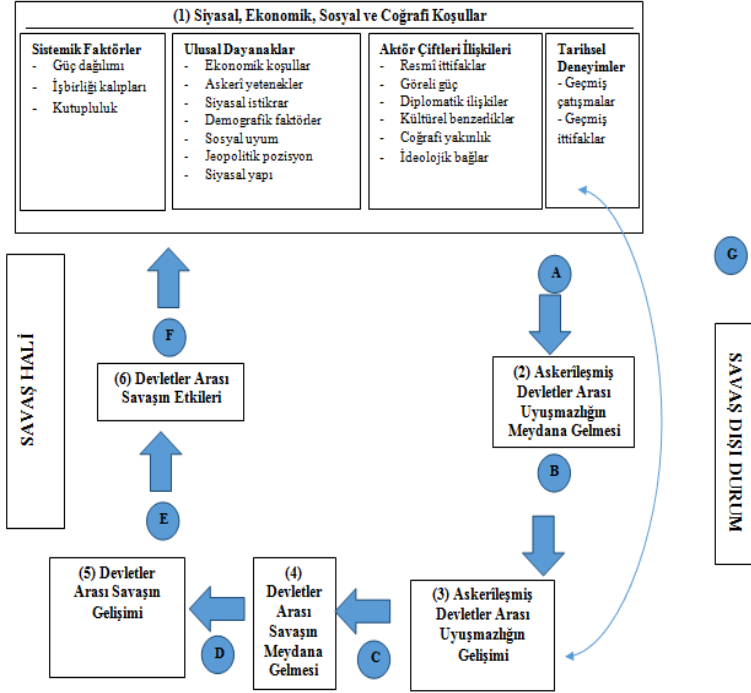 (1) Siyasal, Ekonomik, Sosyal ve Coğrafi Koşullar
Sistemik Faktörler
- Güç dağılımı
- İşbirliği kalıpları
- Kutupluluk
Ulusal Dayanaklar
- Ekonomik koşullar
- Askerî yetenekler
- Siyasal istikrar
- Demografik faktörler
- Sosyal uyum
- Jeopolitik pozisyon
- Siyasal yapı
Aktör Çiftleri İlişkileri
- Resmî ittifaklar
- Göreli güç
- Diplomatik ilişkiler
- Kültürel benzerlikler
- Coğrafi yakınlık
- İdeolojik bağlar
Tarihsel
Deneyimler
- Geçmiş
çatışmalar
- Geçmiş
ittifaklar
A
(2) Askerileşmiş
Devletler Arası
Uyuşmazlığın
Meydana Gelmesi
B
(3) Askerileşmiş
Devletler Arası
Uyuşmazlığın
Gelişimi
C
(4)
Devletler
Arası
Savaşın
Meydana
Gelmesi
D
(5) Devletler
Arası Savaşın
Gelişimi
E
(6) Devletler Arası
Savaşın Etkileri
F
SAVAŞ HALİ
G
SAVAŞ DIŞI DURUM